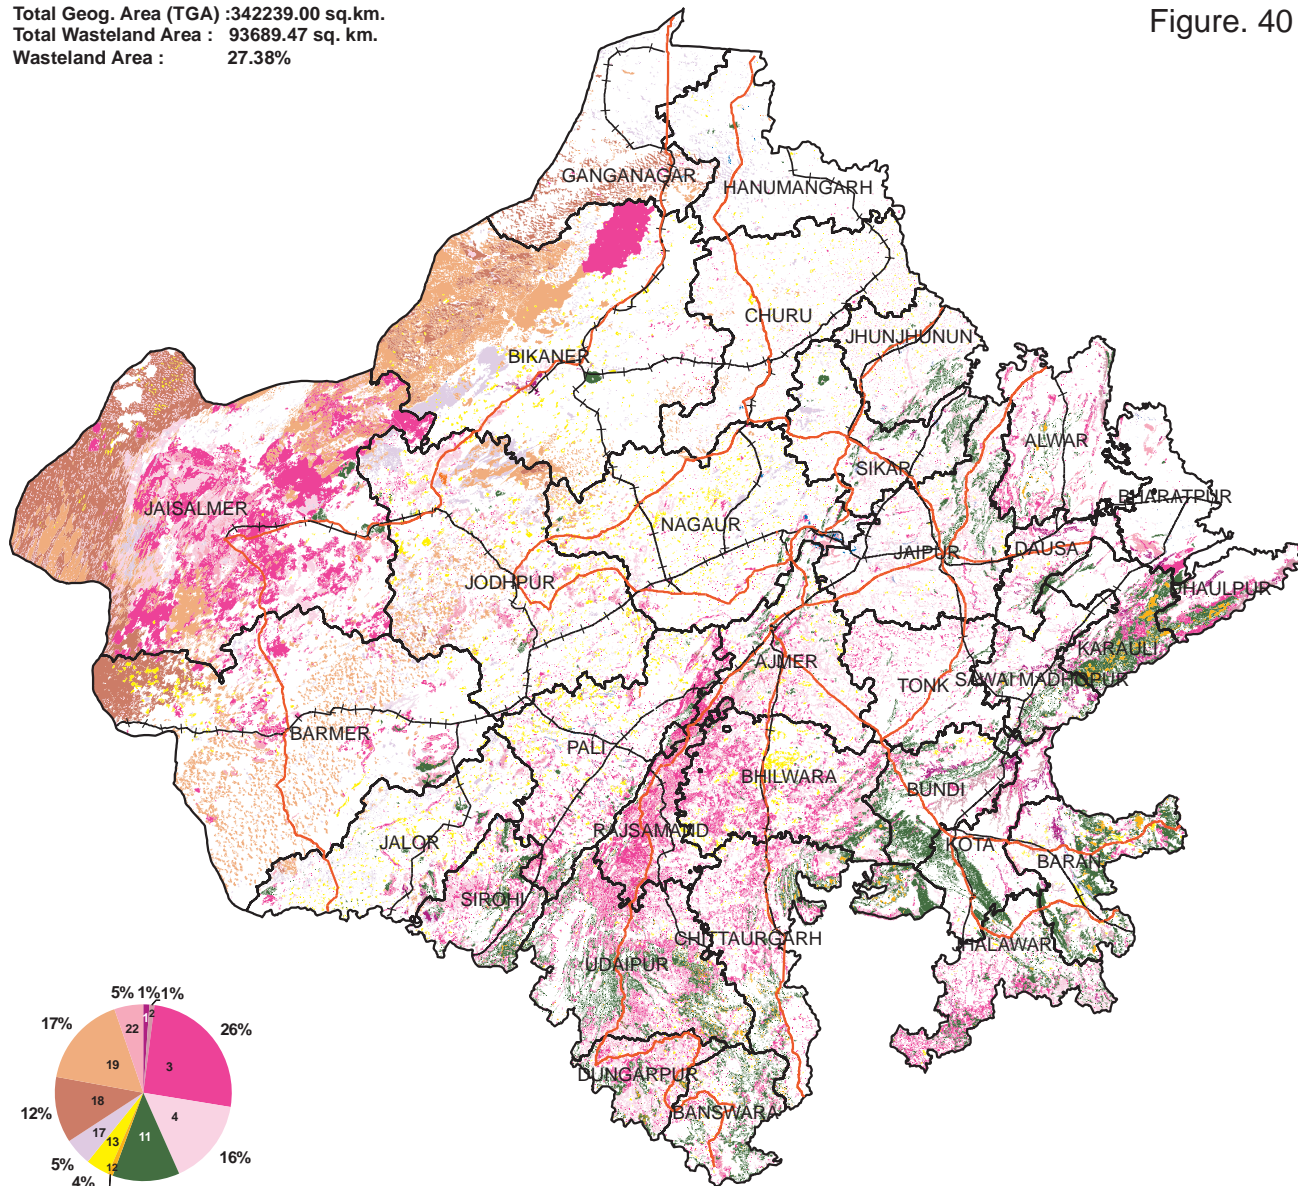 Total Geog. Area (TGA) :342239.00 sq.km.
Total Wasteland Area : 93689.47 sq. km.
Wasteland Area : 27.38%
Figure. 40
GANGANAGAR
HANUMANGARH
CHURU
JHUNJHUNUN
BIKANER
ALWAR
SIKAR
BHARATPUR
JAISALMER
NAGAUR
JAIPUR
DAUSA
JODHPUR
DHAULPUR
KARAULI
AJMER
TONK
SAWAI MADHOPUR
BARMER
PALI
BHILWARA
BUNDI
RAJSAMAND
JALOR
KOTA
BARAN
SIROHI
CHITTAURGARH
JHALAWAR
UDAIPUR
DUNGARPUR
BANSWARA
5% 1% 1%
17%
26%
12%
16%
5%
4%
1
2
22
3
19
18
4
17
13
11
12